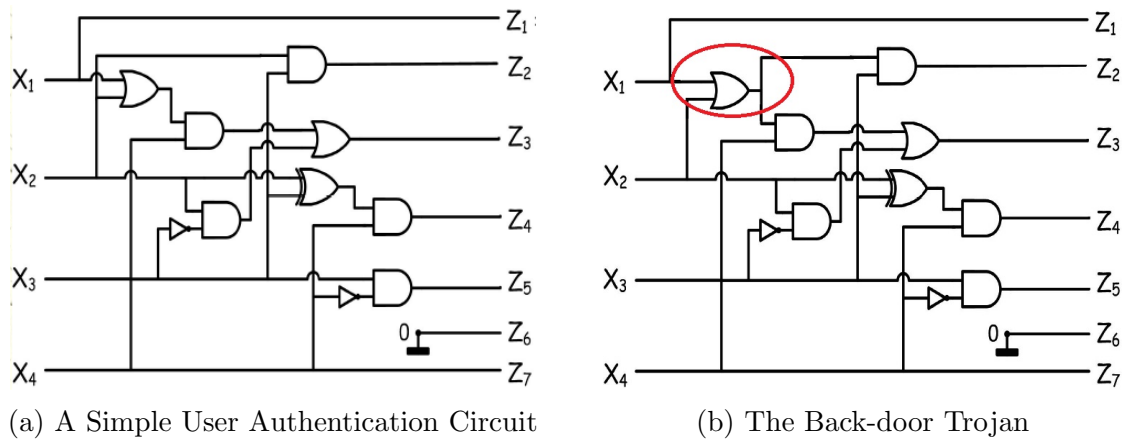 Z1
X1
Z2
Z3
X2
Z4
X3
Z5
0
Z6
X4
Z7
(a) A Simple User Authentication Circuit
Z1
X1
Z2
Z3
X2
Z4
X3
Z5
0
Z6
X4
Z7
(b) The Back-door Trojan